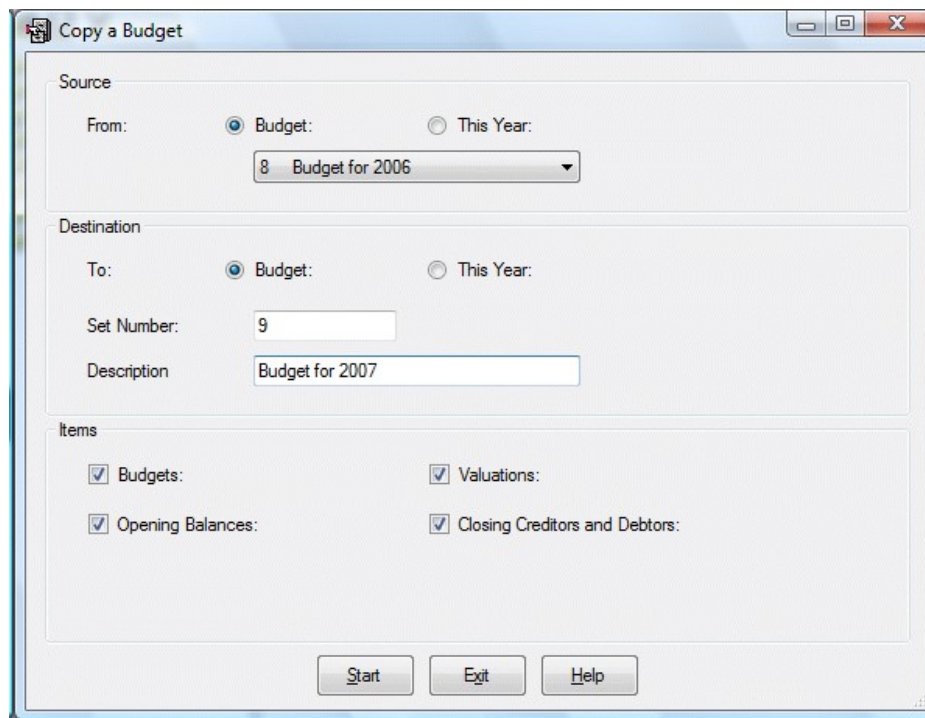 Copy a Budget
Source
From: Budget: This Year:
8 Budget for 2006
Destination
To: Budget: This Year:
Set Number: 9
Description Budget for 2007
Items
Budgets: Valuations:
Opening Balances: Closing Creditors and Debtors:
Start Exit Help